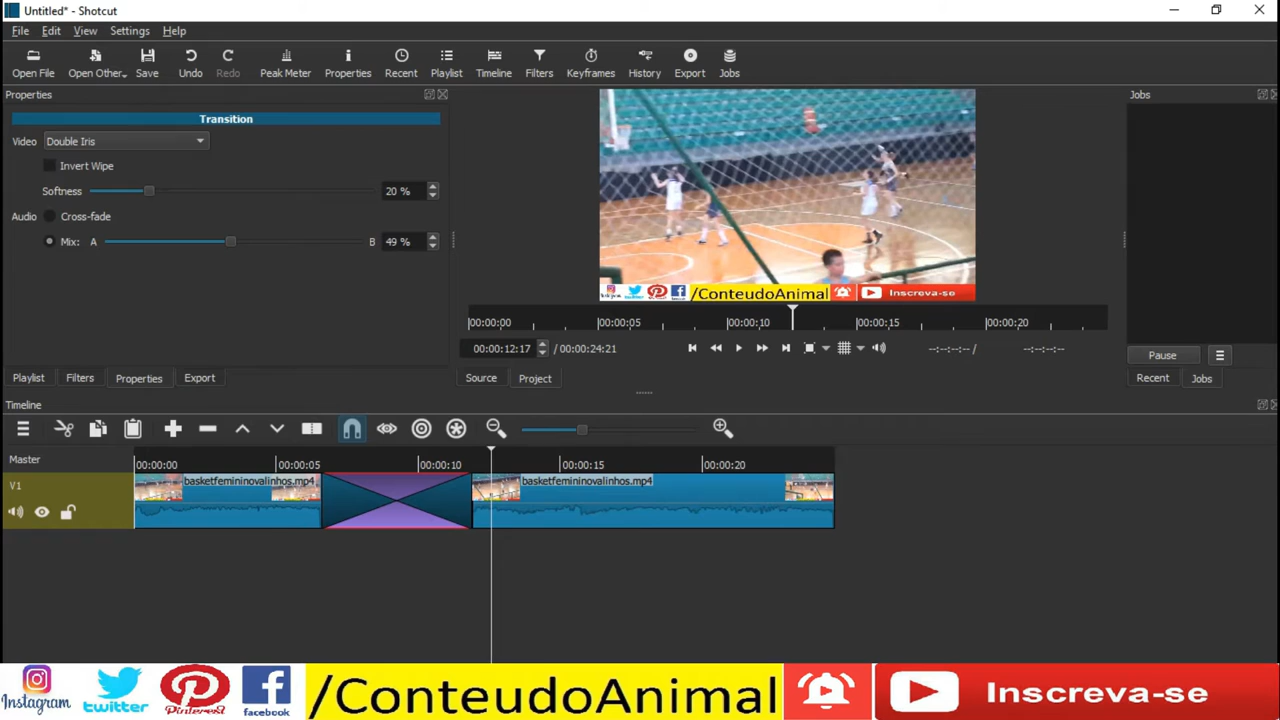 Untitled* - Shotcut
File Edit View Settings Help
Open File Open Other.. Save Undo Redo Peak Meter Properties Recent Playlist Timeline Filters Keyframes History Export Jobs
Properties
Jobs
Transition
Video Double Iris
Invert Wipe
Softness 20 %
Audio Cross-fade
Mix: A B 49 %
Instagram twitter Pinterest facebook /ConteudoAnimal Inscreva-se
00:00:00 00:00:05 00:00:10 00:00:15 00:00:20
00:00:12:17 / 00:00:24:21 --:--:--:-- / --:--:--:--
Pause
Playlist Filters Properties Export
Source Project
Recent Jobs
Timeline
Master
00:00:00 00:00:05 00:00:10 00:00:15 00:00:20
V1
basketfemininovalinhos.mp4 basketfemininovalinhos.mp4
Instagram twitter Pinterest facebook /ConteudoAnimal Inscreva-se